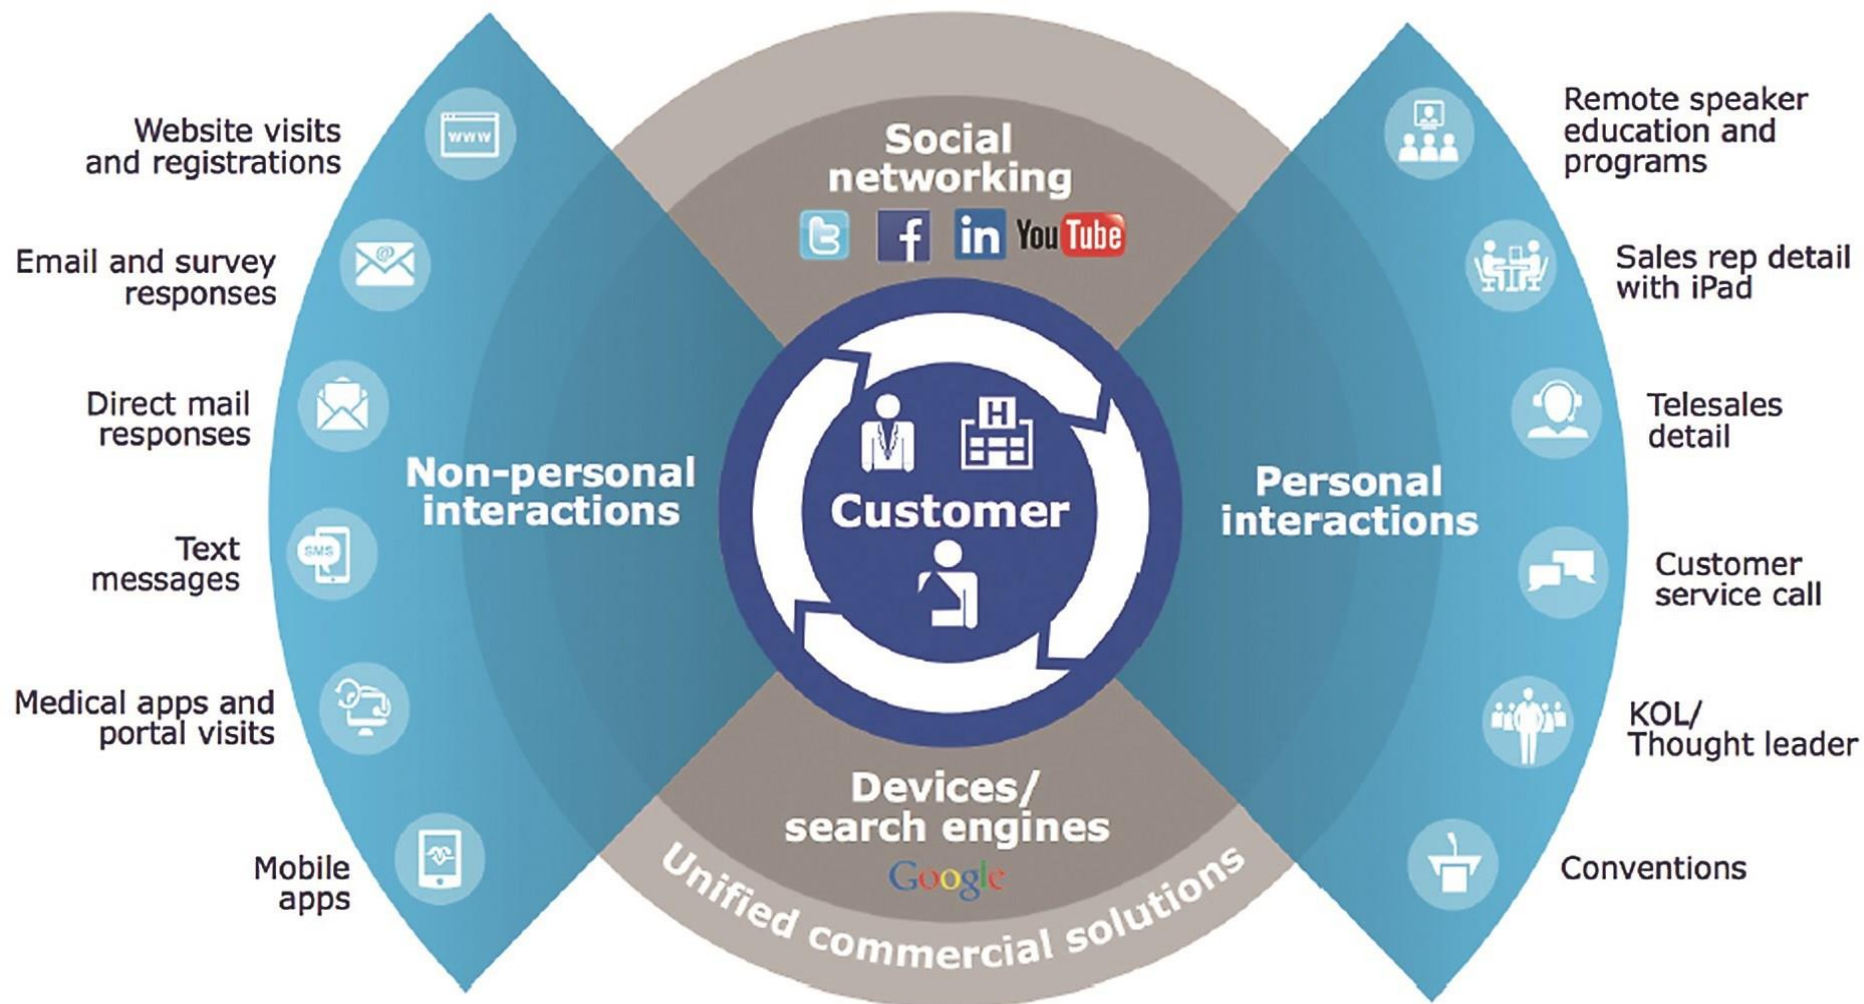 Website visits
and registrations
www
Email and survey
responses
@
Direct mail
responses
Text
messages
SMS
Medical apps and
portal visits
Mobile
apps
Non-personal
interactions
Social
networking
t
f
in
YouTube
H
Customer
Devices/
search engines
Google
Unified commercial solutions
Personal
interactions
Remote speaker
education and
programs
Sales rep detail
with iPad
Telesales
detail
Customer
service call
KOL/
Thought leader
Conventions